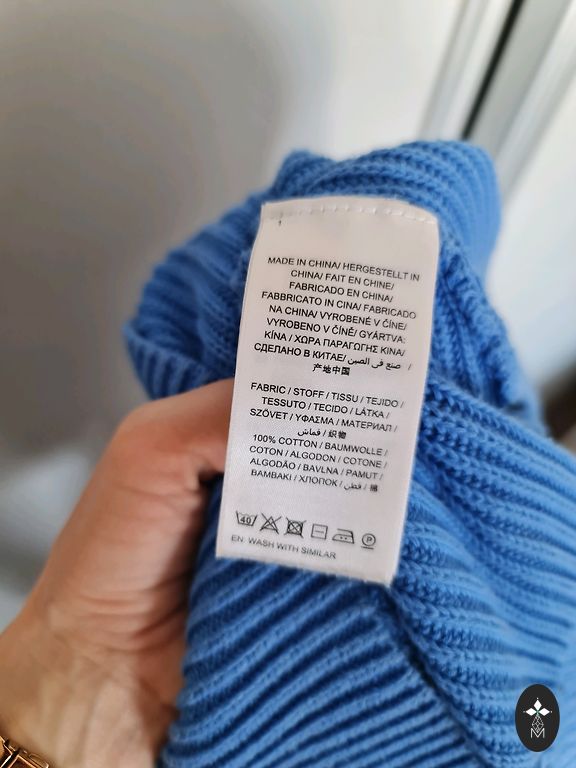 MADE IN CHINA/ HERGESTELLT IN
CHINA/ FAIT EN CHINE/
FABRICADO EN CHINA/
FABBRICATO IN CINA/ FABRICADO
NA CHINA/ VYROBENÉ V ČÍNE/
VYROBENO V ČÍNĚ/ GYÁRTVA:
KÍNA / ΧΩΡΑ ΠΑΡΑΓΩΓΗΣ ΚΙΝΑ/
СДЕЛАНО В КИТАЕ/ صنع في الصين /
产地中国
FABRIC / STOFF / TISSU / TEJIDO /
TESSUTO / TECIDO / LÁTKA /
SZÖVET / ΥΦΑΣΜΑ / МАТЕРИАЛ /
قماش / 织物
100% COTTON / BAUMWOLLE /
COTON / ALGODON / COTONE /
ALGODÃO / BAVLNA / PAMUT /
ΒΑΜΒΑΚΙ / ХЛОПОК / قطن / 棉
40 P
EN: WASH WITH SIMILAR
M